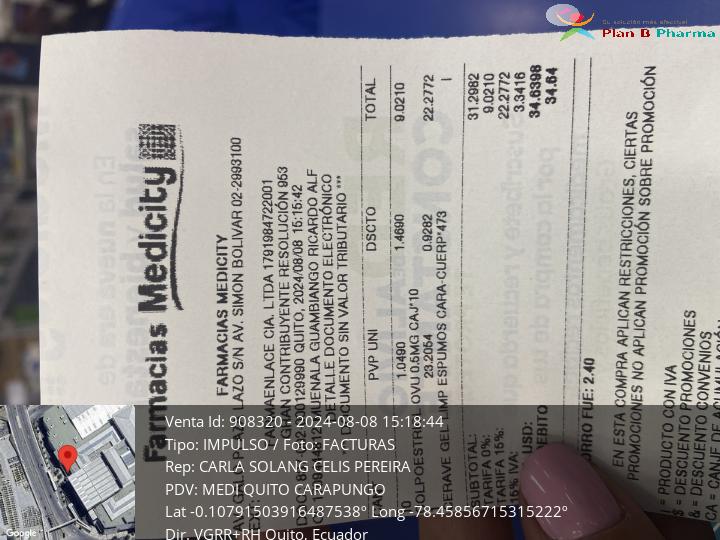 Su solución más efectiva!
Plan B Pharma
Farmacias Medicity
FARMACIAS MEDICITY
LAZO S/N AV. SIMON BOLIVAR 02-2993100
CIA. LTDA 1791984722001
GRAN CONTRIBUYENTE RESOLUCIÓN 953
QUITO, 2024/08/08 15:15:42
GUAMBIANGO RICARDO ALF
DETALLE DOCUMENTO ELECTRÓNICO
DOCUMENTO SIN VALOR TRIBUTARIO ***
PVP UNI DSCTO TOTAL
1.0490 1.4690 9.0210
COLPOESTROL OVU 0.5MG CAJ*10
23.2054 0.9282 22.2772
LIMP ESPUMOS CARA-CUERP*473 I
SUBTOTAL: 31.2982
TARIFA 0%: 9.0210
TARIFA 15%: 22.2772
15% IVA: 3.3416
USD: 34.6398
34.64
FUE: 2.40
EN ESTA COMPRA APLICAN RESTRICCIONES, CIERTAS
PROMOCIONES NO APLICAN PROMOCIÓN SOBRE PROMOCIÓN
= PRODUCTO CON IVA
$ = DESCUENTO PROMOCIONES
& = DESCUENTO CONVENIOS
Venta Id: 908320 - 2024-08-08 15:18:44
Tipo: IMPULSO / Foto: FACTURAS
Rep: CARLA SOLANG CELIS PEREIRA
PDV: MEDI QUITO CARAPUNGO
Lat -0.10791503916487538° Long -78.45856715315222°
Dir. VGRR+RH Quito, Ecuador
Google